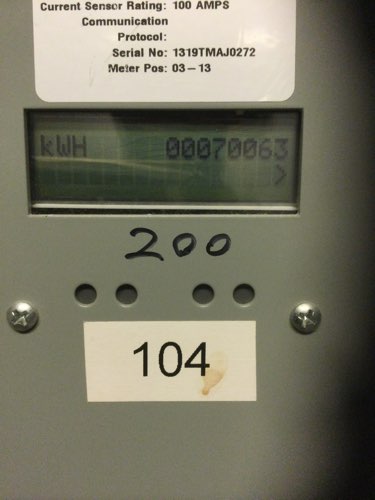 Current Sensor Rating: 100 AMPS
Communication
Protocol:
Serial No: 1319TMAJ0272
Meter Pos: 03-13
kWH 00070063
>
200
104